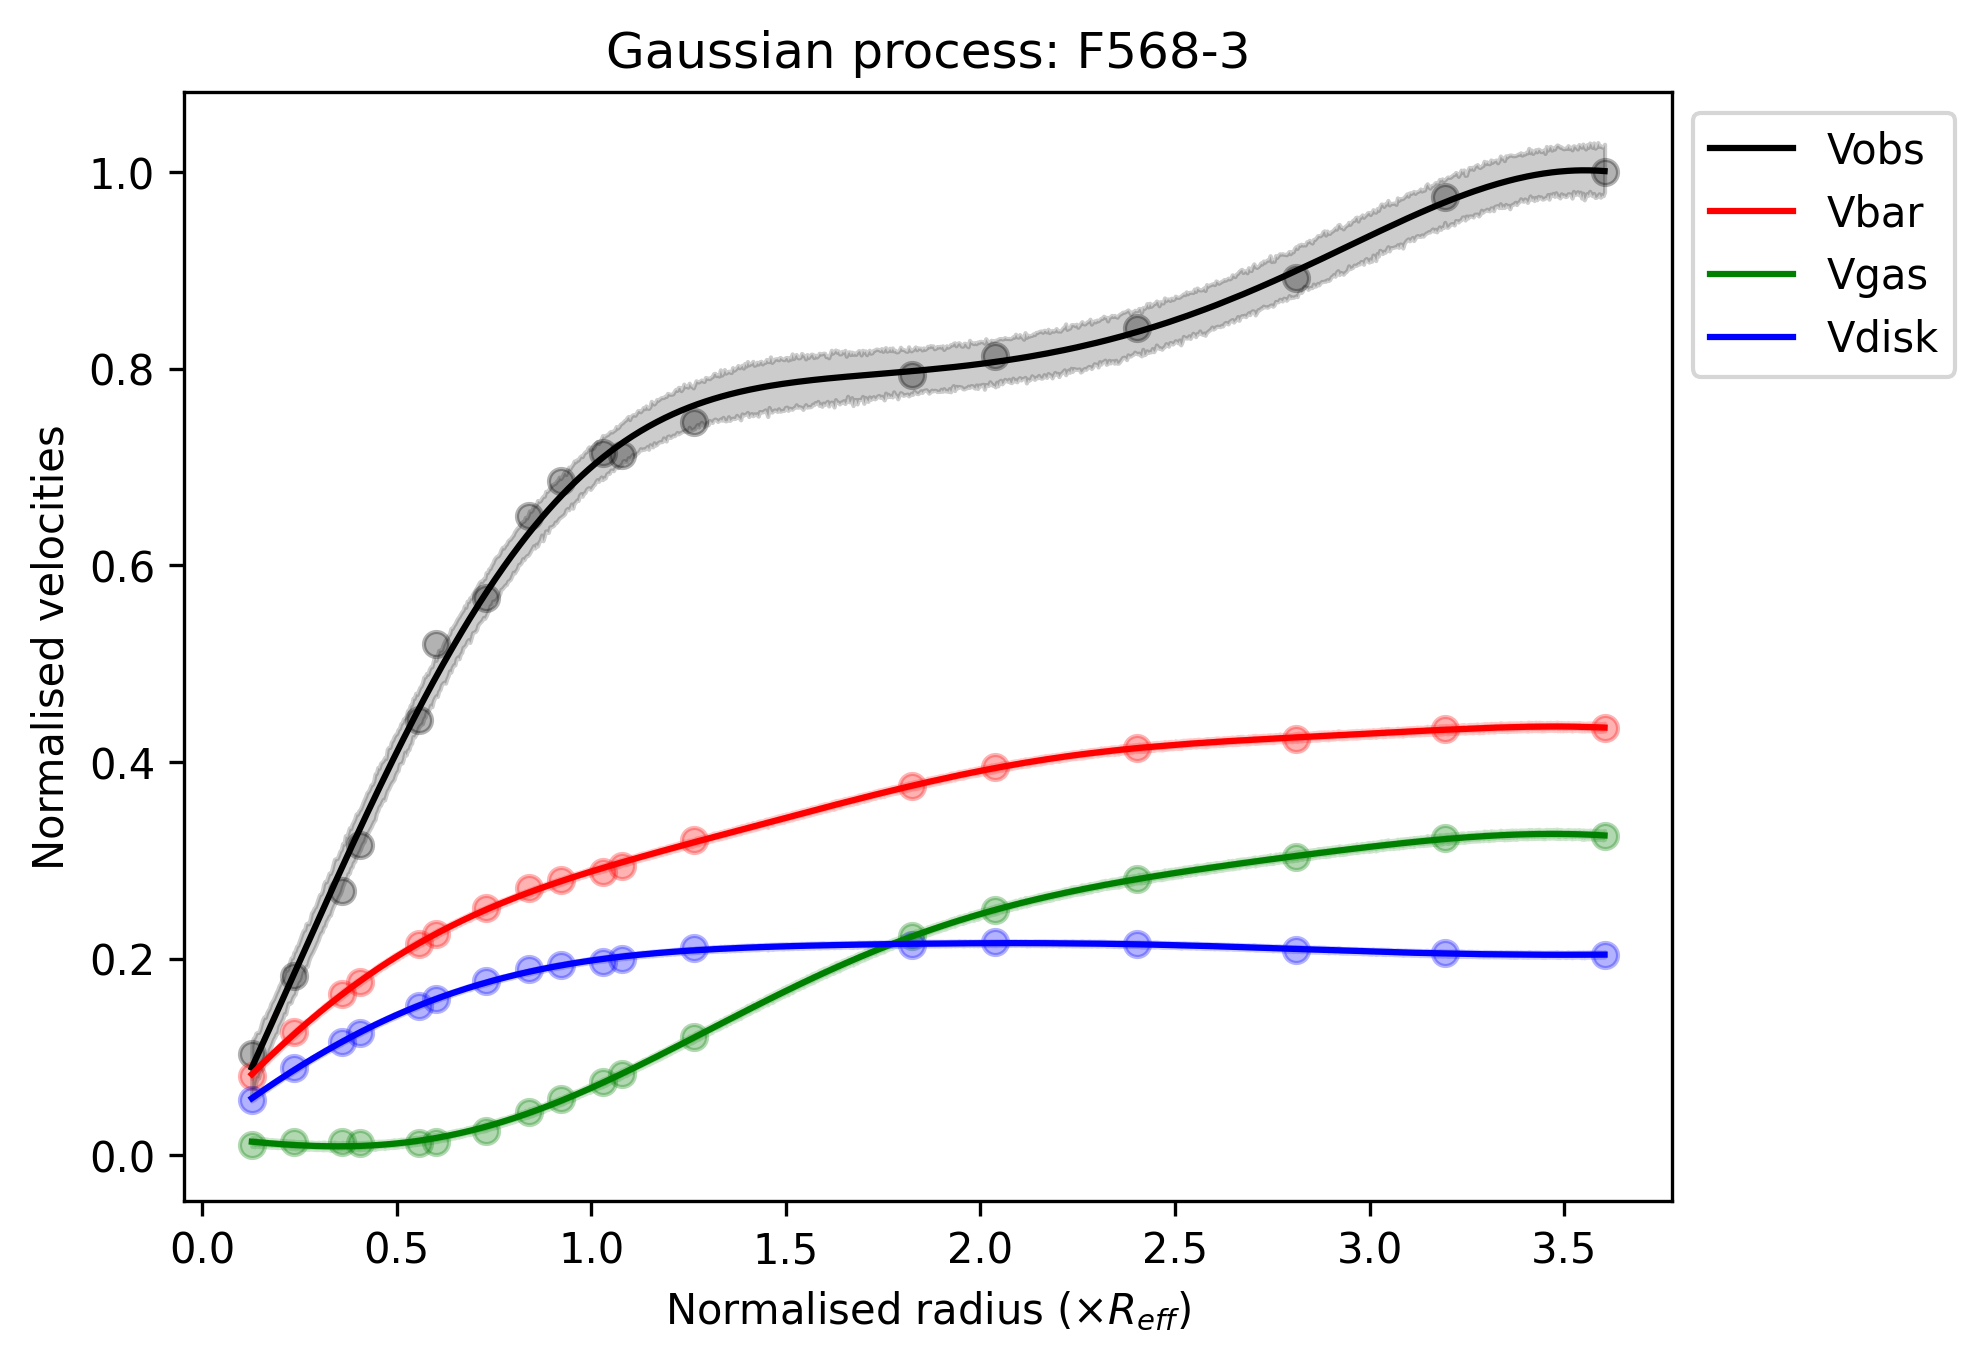 Gaussian process: F568-3
Vobs
Vbar
Vgas
Vdisk
Normalised velocities
1.0
0.8
0.6
0.4
0.2
0.0
0.0 0.5 1.0 1.5 2.0 2.5 3.0 3.5
Normalised radius (×R_eff)